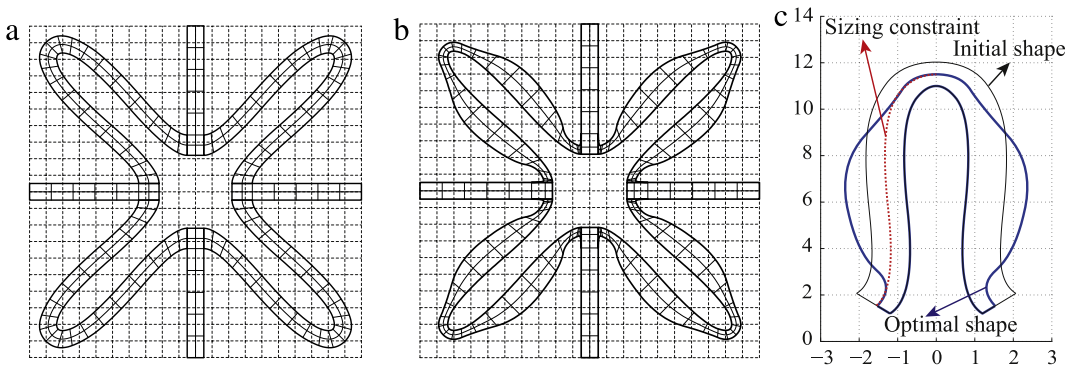 a
b
c
14
Sizing constraint
Initial shape
12
10
8
6
4
2
Optimal shape
0
−3 −2 −1 0 1 2 3